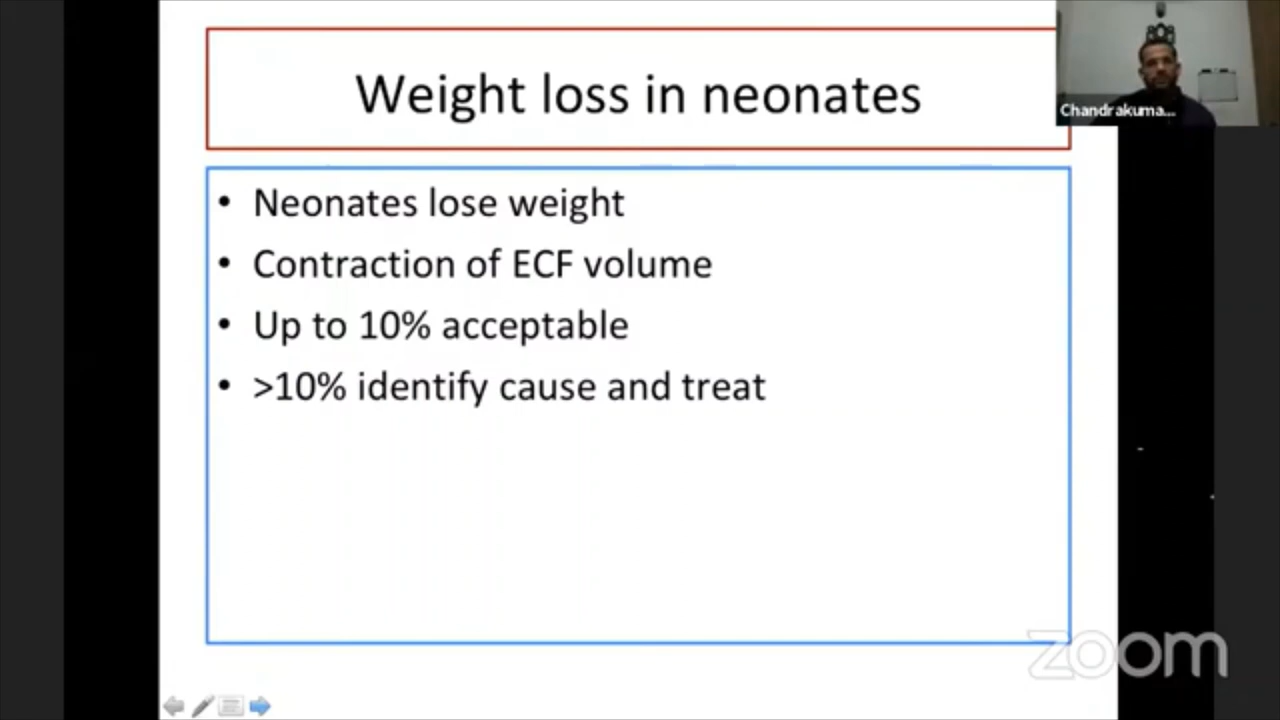 Weight loss in neonates
Chandrakuma...
• Neonates lose weight
• Contraction of ECF volume
• Up to 10% acceptable
• >10% identify cause and treat
zoom